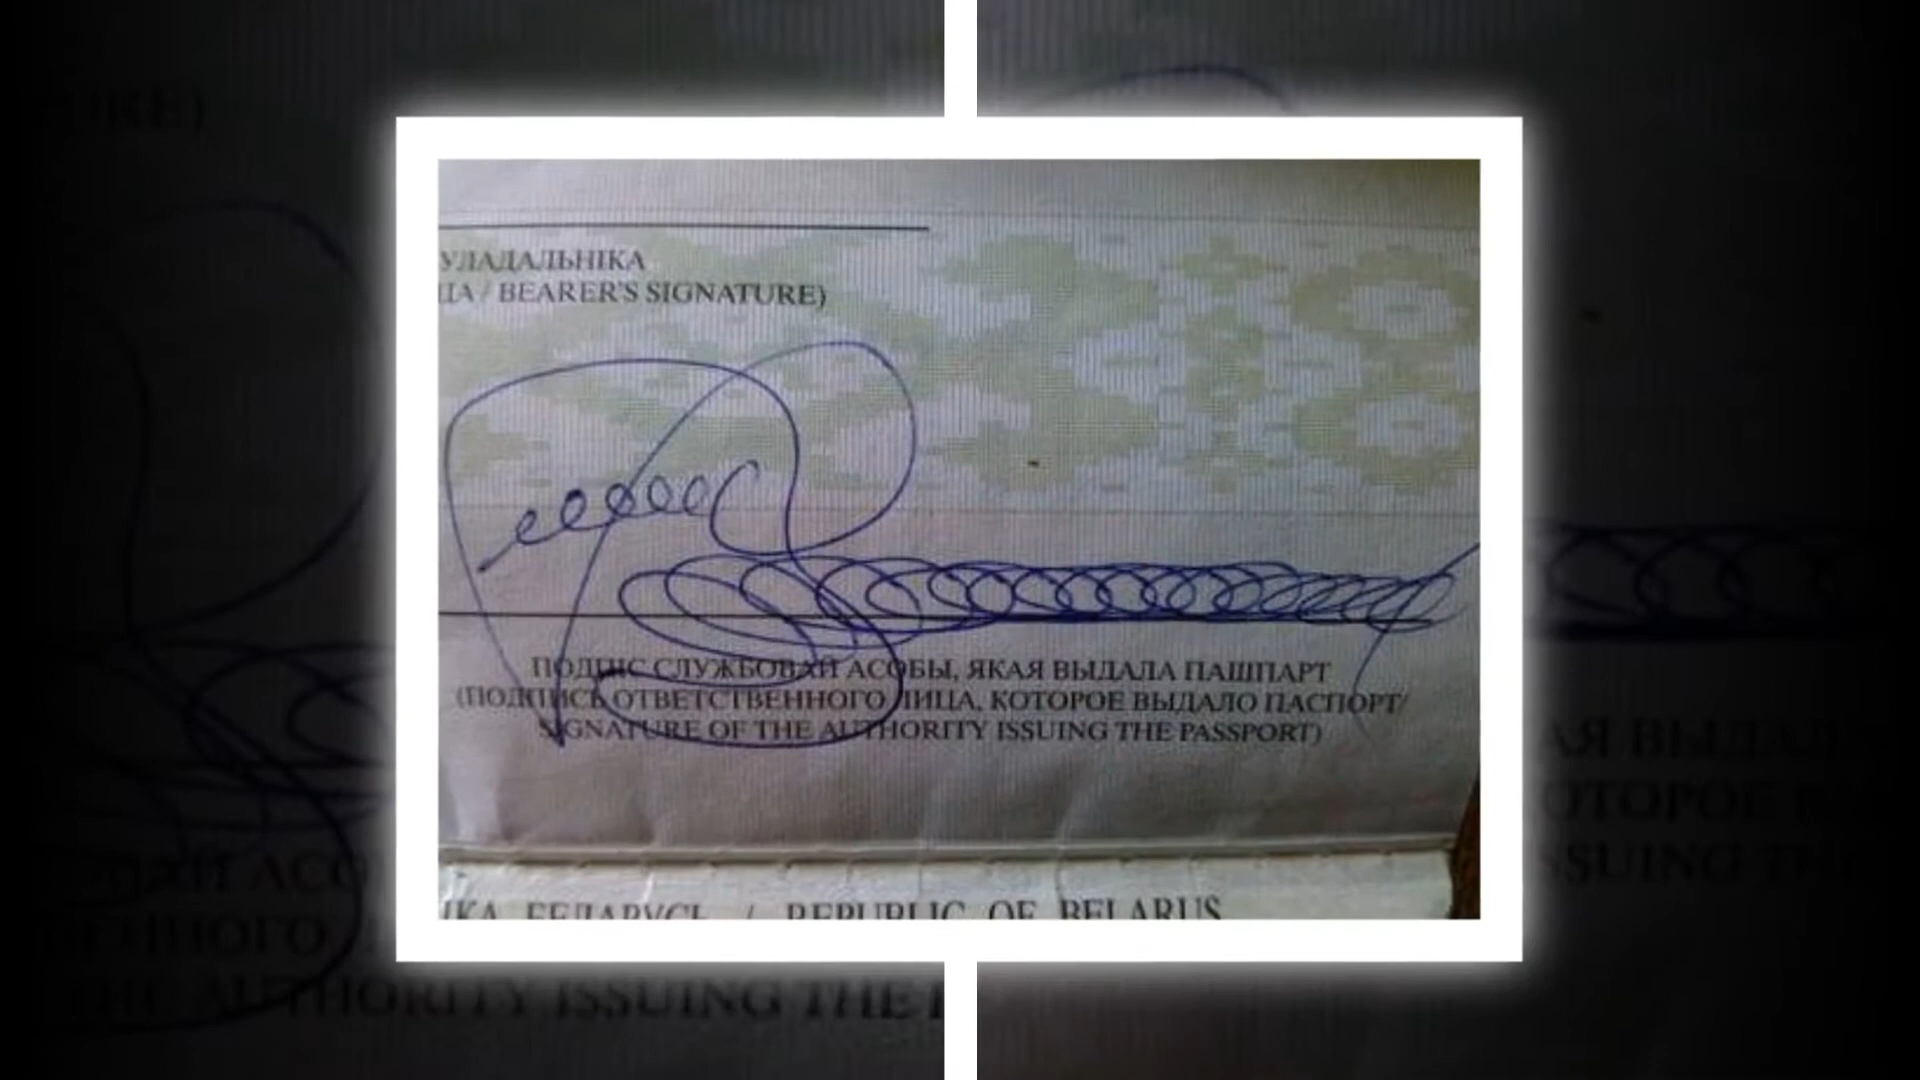 УЛАДАЛЬНІКА
ЦА / BEARER'S SIGNATURE)
ПОДПІС СЛУЖБОВАЙ АСОБЫ, ЯКАЯ ВЫДАЛА ПАШПАРТ
(ПОДПИСЬ ОТВЕТСТВЕННОГО ЛИЦА, КОТОРОЕ ВЫДАЛО ПАСПОРТ/
SIGNATURE OF THE AUTHORITY ISSUING THE PASSPORT)
ІКА БЕЛАРУСЬ / REPUBLIC OF BELARUS